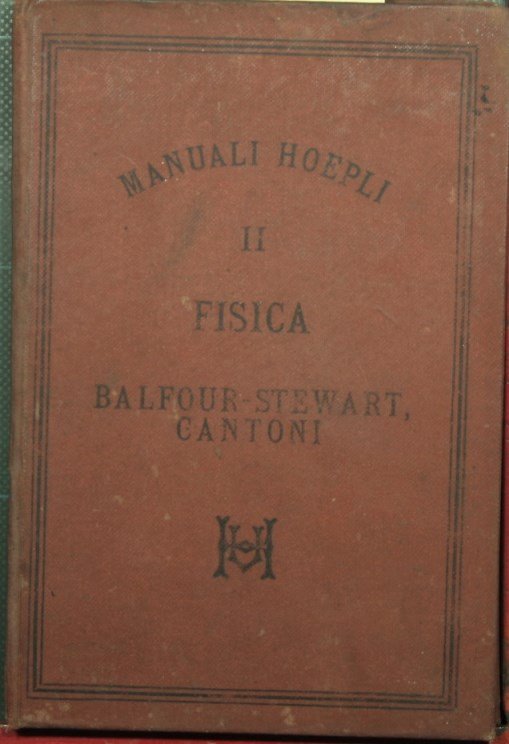 MANUALI HOEPLI
II
FISICA
BALFOUR-STEWART,
CANTONI